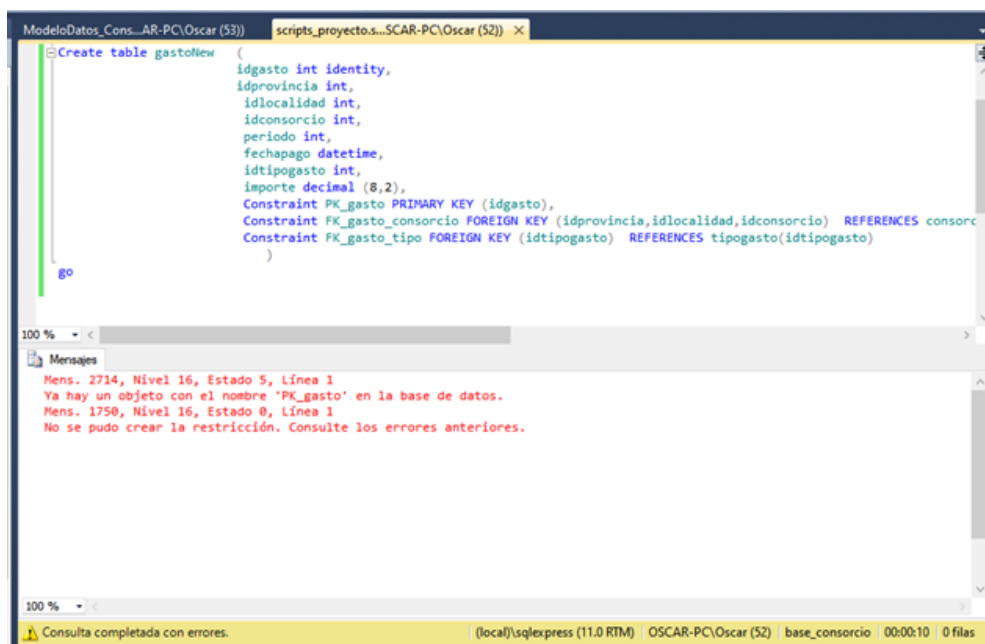 ModeloDatos_Cons...AR-PC\Oscar (53))
scripts_proyecto.s...SCAR-PC\Oscar (52))
Create table gastoNew (
idgasto int identity,
idprovincia int,
idlocalidad int,
idconsorcio int,
periodo int,
fechapago datetime,
idtipogasto int,
importe decimal (8,2),
Constraint PK_gasto PRIMARY KEY (idgasto),
Constraint FK_gasto_consorcio FOREIGN KEY (idprovincia,idlocalidad,idconsorcio) REFERENCES consorc
Constraint FK_gasto_tipo FOREIGN KEY (idtipogasto) REFERENCES tipogasto(idtipogasto)
)
go
100 %
Mensajes
Mens. 2714, Nivel 16, Estado 5, Línea 1
Ya hay un objeto con el nombre 'PK_gasto' en la base de datos.
Mens. 1750, Nivel 16, Estado 0, Línea 1
No se pudo crear la restricción. Consulte los errores anteriores.
100 %
Consulta completada con errores.
(local)\sqlexpress (11.0 RTM)
OSCAR-PC\Oscar (52)
base_consorcio
00:00:10
0 filas